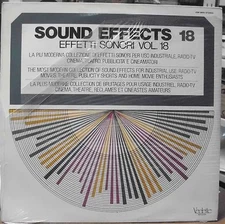 SOUND EFFECTS 18
EFFETTI SONORI VOL. 18
LA PIU' MODERNA COLLEZIONE DI EFFETTI SONORI PER USO INDUSTRIALE, RADIO-TV
CINEMA, TEATRO PUBBLICITA' E CINEAMATORI
THE MOST MODERN COLLECTION OF SOUND EFFECTS FOR INDUSTRIAL USE, RADIO-TV
MOVIES, THEATRE, PUBLICITY SHORTS AND HOME MOVIE ENTHUSIASTS
LA PLUS MODERNE COLLECTION DE BRUITAGES POUR USAGE INDUSTRIEL, RADIO-TV
CINEMA, THEATRE, RECLAMES ET CINEASTES AMATEURS